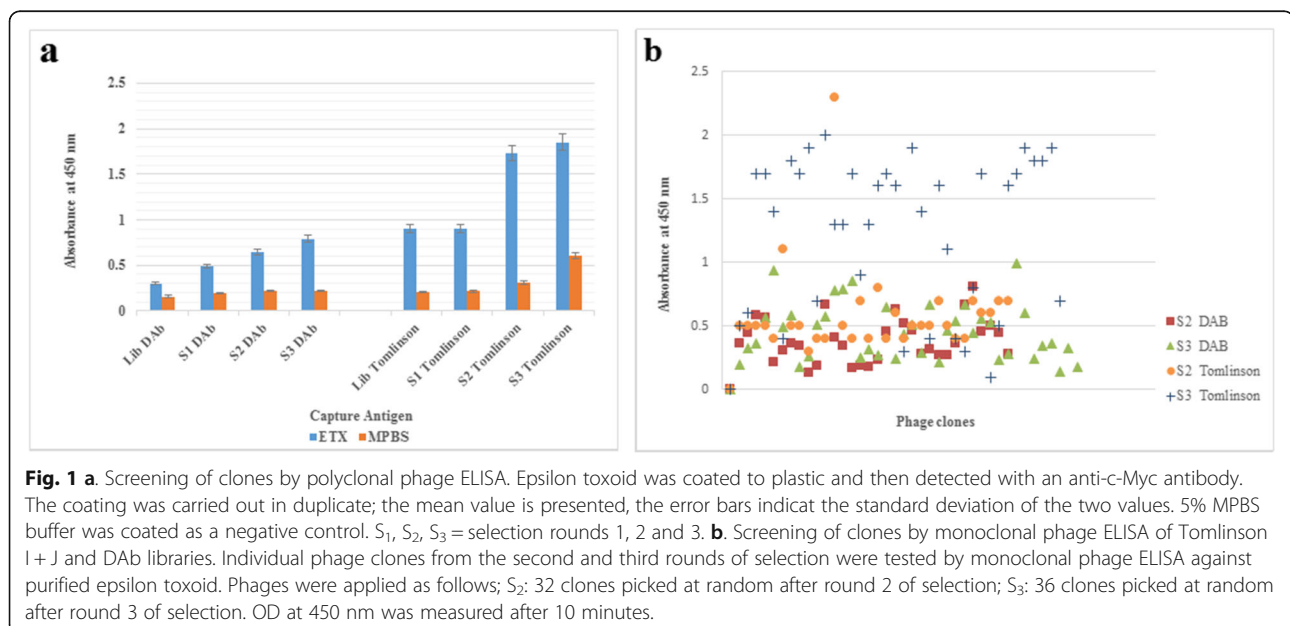 a
2.5
2
1.5
1
0.5
0
Absorbance at 450 nm
Lib DAb
S1 DAb
S2 DAb
S3 DAb
Lib Tomlinson
S1 Tomlinson
S2 Tomlinson
S3 Tomlinson
Capture Antigen
ETX MPBS
b
2.5
2
1.5
1
0.5
0
Absorbance at 450 nm
Phage clones
S2 DAB
S3 DAB
S2 Tomlinson
S3 Tomlinson
Fig. 1 a. Screening of clones by polyclonal phage ELISA. Epsilon toxoid was coated to plastic and then detected with an anti-c-Myc antibody.
The coating was carried out in duplicate; the mean value is presented, the error bars indicat the standard deviation of the two values. 5% MPBS
buffer was coated as a negative control. S₁, S₂, S₃ = selection rounds 1, 2 and 3. b. Screening of clones by monoclonal phage ELISA of Tomlinson
I + J and DAb libraries. Individual phage clones from the second and third rounds of selection were tested by monoclonal phage ELISA against
purified epsilon toxoid. Phages were applied as follows; S₂: 32 clones picked at random after round 2 of selection; S₃: 36 clones picked at random
after round 3 of selection. OD at 450 nm was measured after 10 minutes.